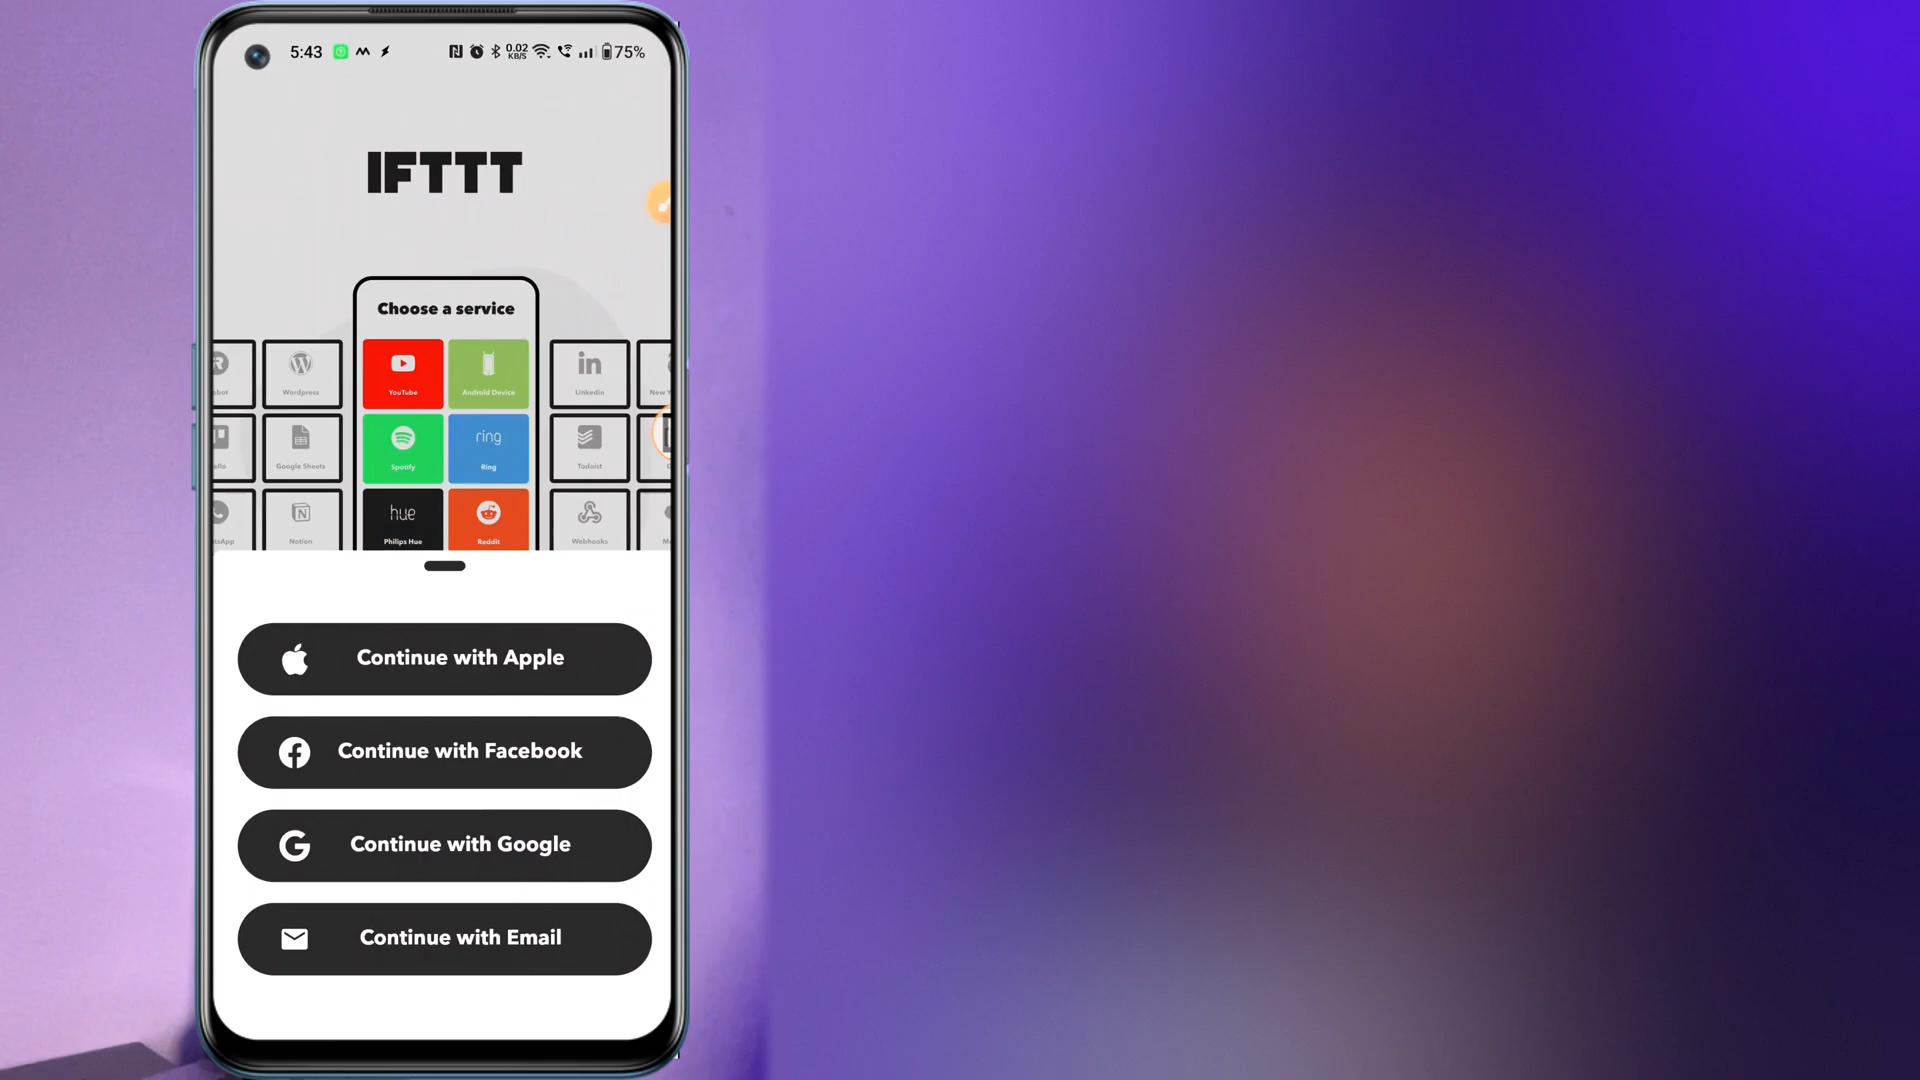 5:43 0.02 KB/S 75%
IFTTT
Choose a service
Wordpress YouTube Android Device Linkedin New Y
Google Sheets Spotify ring Ring Todoist
Notion hue Philips Hue Reddit Webhooks
Continue with Apple
Continue with Facebook
Continue with Google
Continue with Email